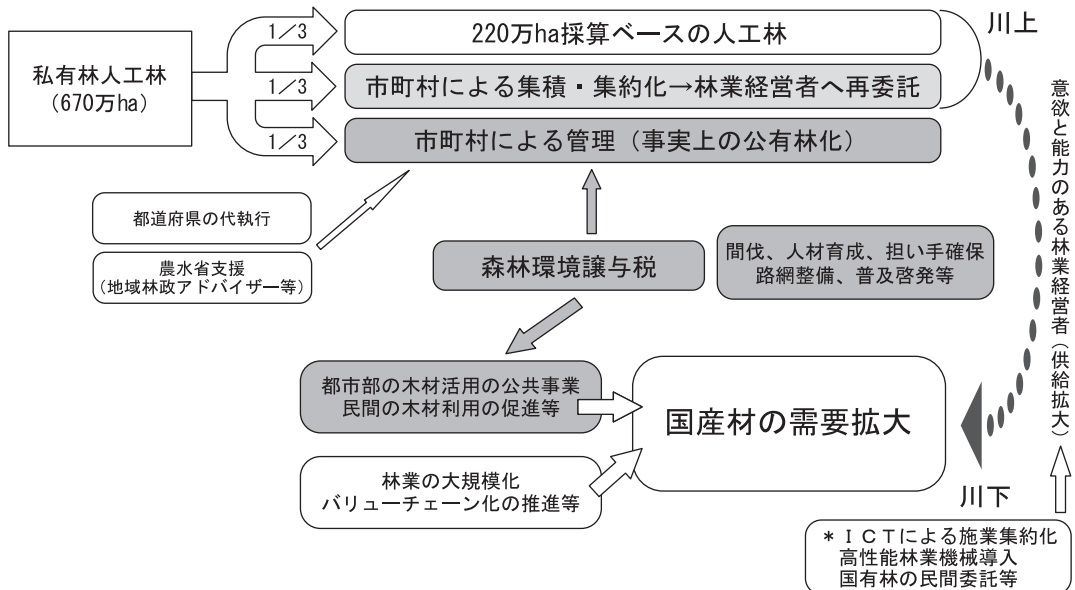 私有林人工林
(670万ha)
1/3
1/3
1/3
220万ha採算ベースの人工林
市町村による集積・集約化→林業経営者へ再委託
市町村による管理(事実上の公有林化)
川上
都道府県の代執行
農水省支援
(地域林政アドバイザー等)
森林環境譲与税
間伐、人材育成、担い手確保
路網整備、普及啓発等
都市部の木材活用の公共事業
民間の木材利用の促進等
林業の大規模化
バリューチェーン化の推進等
国産材の需要拡大
川下
意欲と能力のある林業経営者(供給拡大)
*ICTによる施業集約化
高性能林業機械導入
国有林の民間委託等